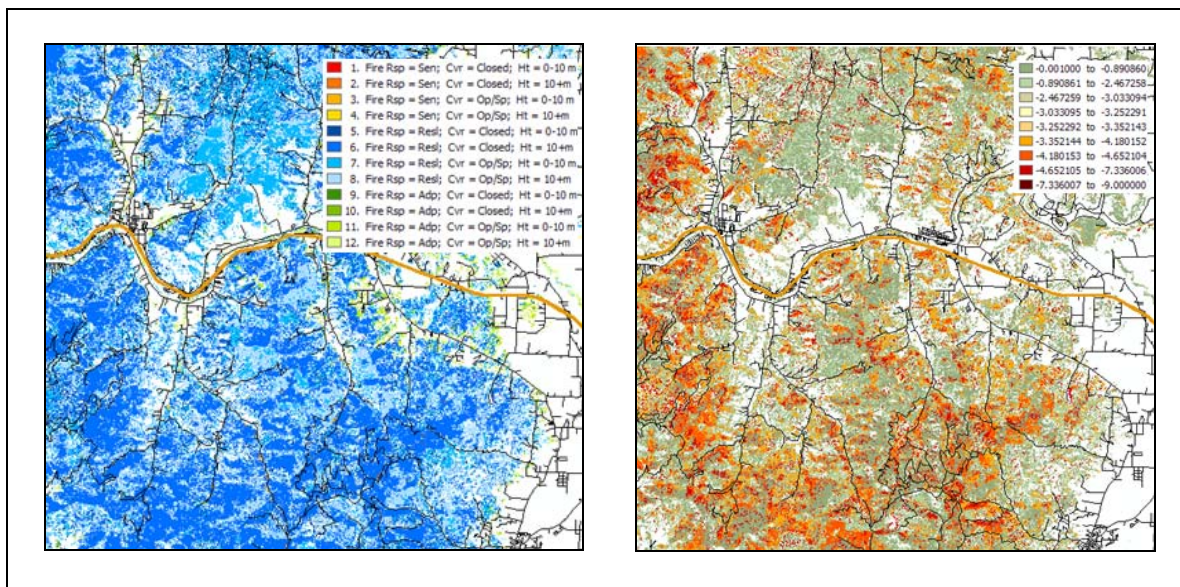 1. Fire Rsp = Sen; Cvr = Closed; Ht = 0-10 m
2. Fire Rsp = Sen; Cvr = Closed; Ht = 10+m
3. Fire Rsp = Sen; Cvr = Op/Sp; Ht = 0-10 m
4. Fire Rsp = Sen; Cvr = Op/Sp; Ht = 10+m
5. Fire Rsp = Resl; Cvr = Closed; Ht = 0-10 m
6. Fire Rsp = Resl; Cvr = Closed; Ht = 10+m
7. Fire Rsp = Resl; Cvr = Op/Sp; Ht = 0-10 m
8. Fire Rsp = Resl; Cvr = Op/Sp; Ht = 10+m
9. Fire Rsp = Adp; Cvr = Closed; Ht = 0-10 m
10. Fire Rsp = Adp; Cvr = Closed; Ht = 10+m
11. Fire Rsp = Adp; Cvr = Op/Sp; Ht = 0-10 m
12. Fire Rsp = Adp; Cvr = Op/Sp; Ht = 10+m
-0.001000 to -0.890860
-0.890861 to -2.467258
-2.467259 to -3.033094
-3.033095 to -3.252291
-3.252292 to -3.352143
-3.352144 to -4.180152
-4.180153 to -4.652104
-4.652105 to -7.336006
-7.336007 to -9.000000